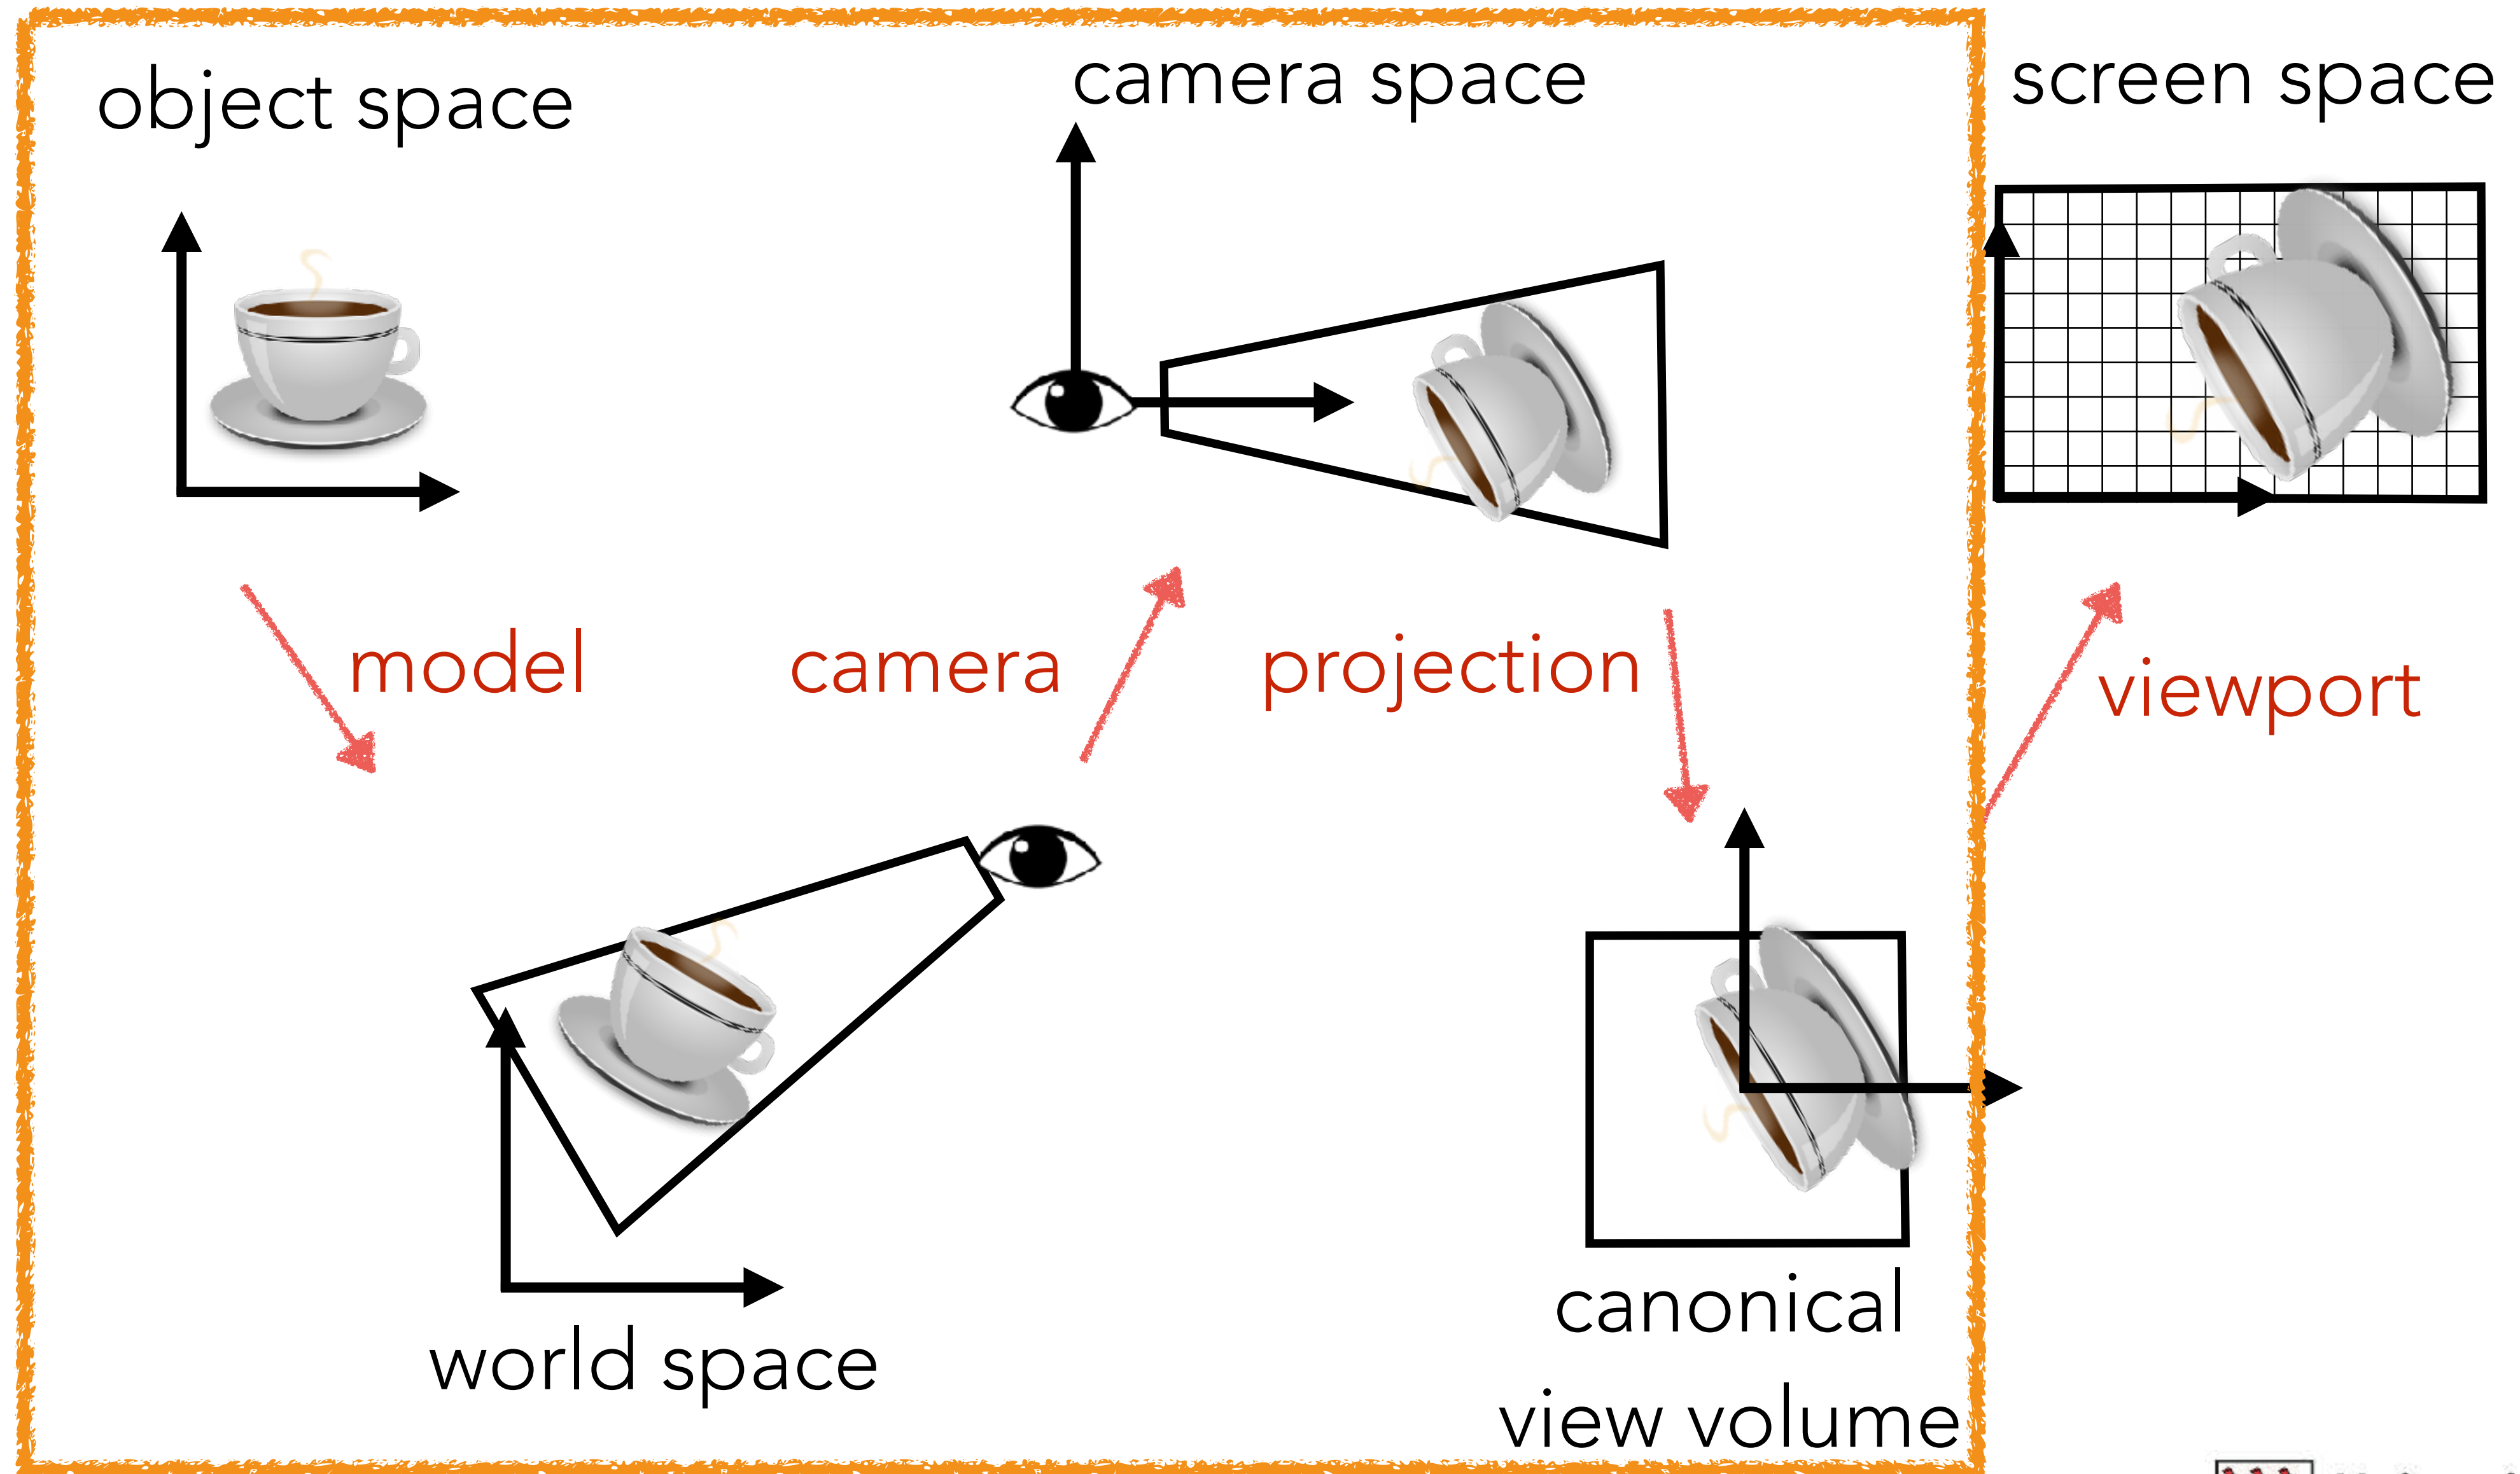 object space
camera space
screen space
model
camera
projection
viewport
world space
canonical
view volume